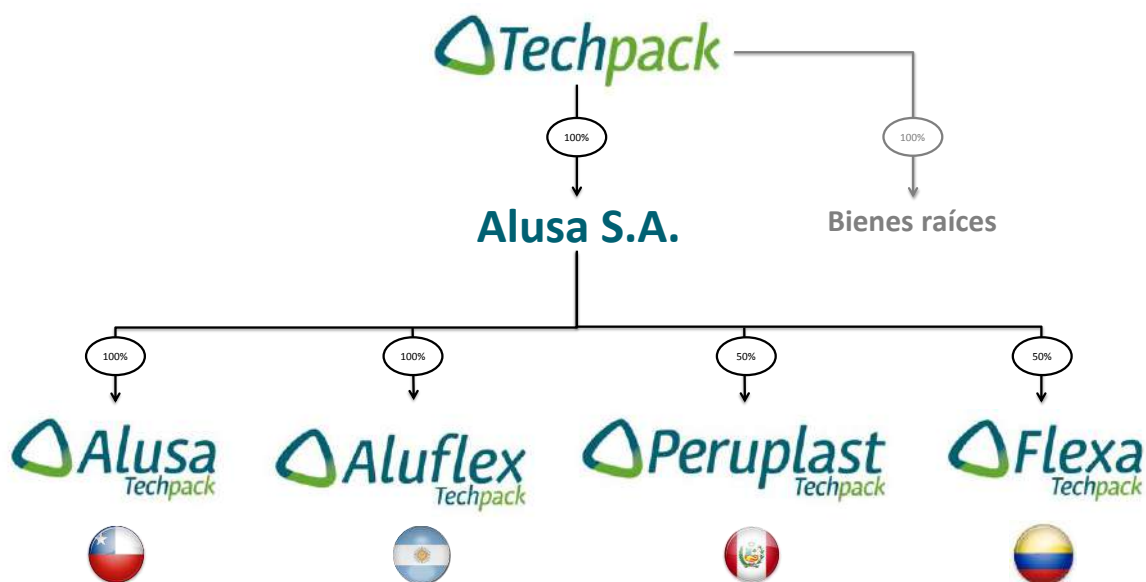 Techpack
100%
100%
Alusa S.A.
Bienes raíces
100%
100%
50%
50%
Alusa
Techpack
Aluflex
Techpack
Peruplast
Techpack
Flexa
Techpack